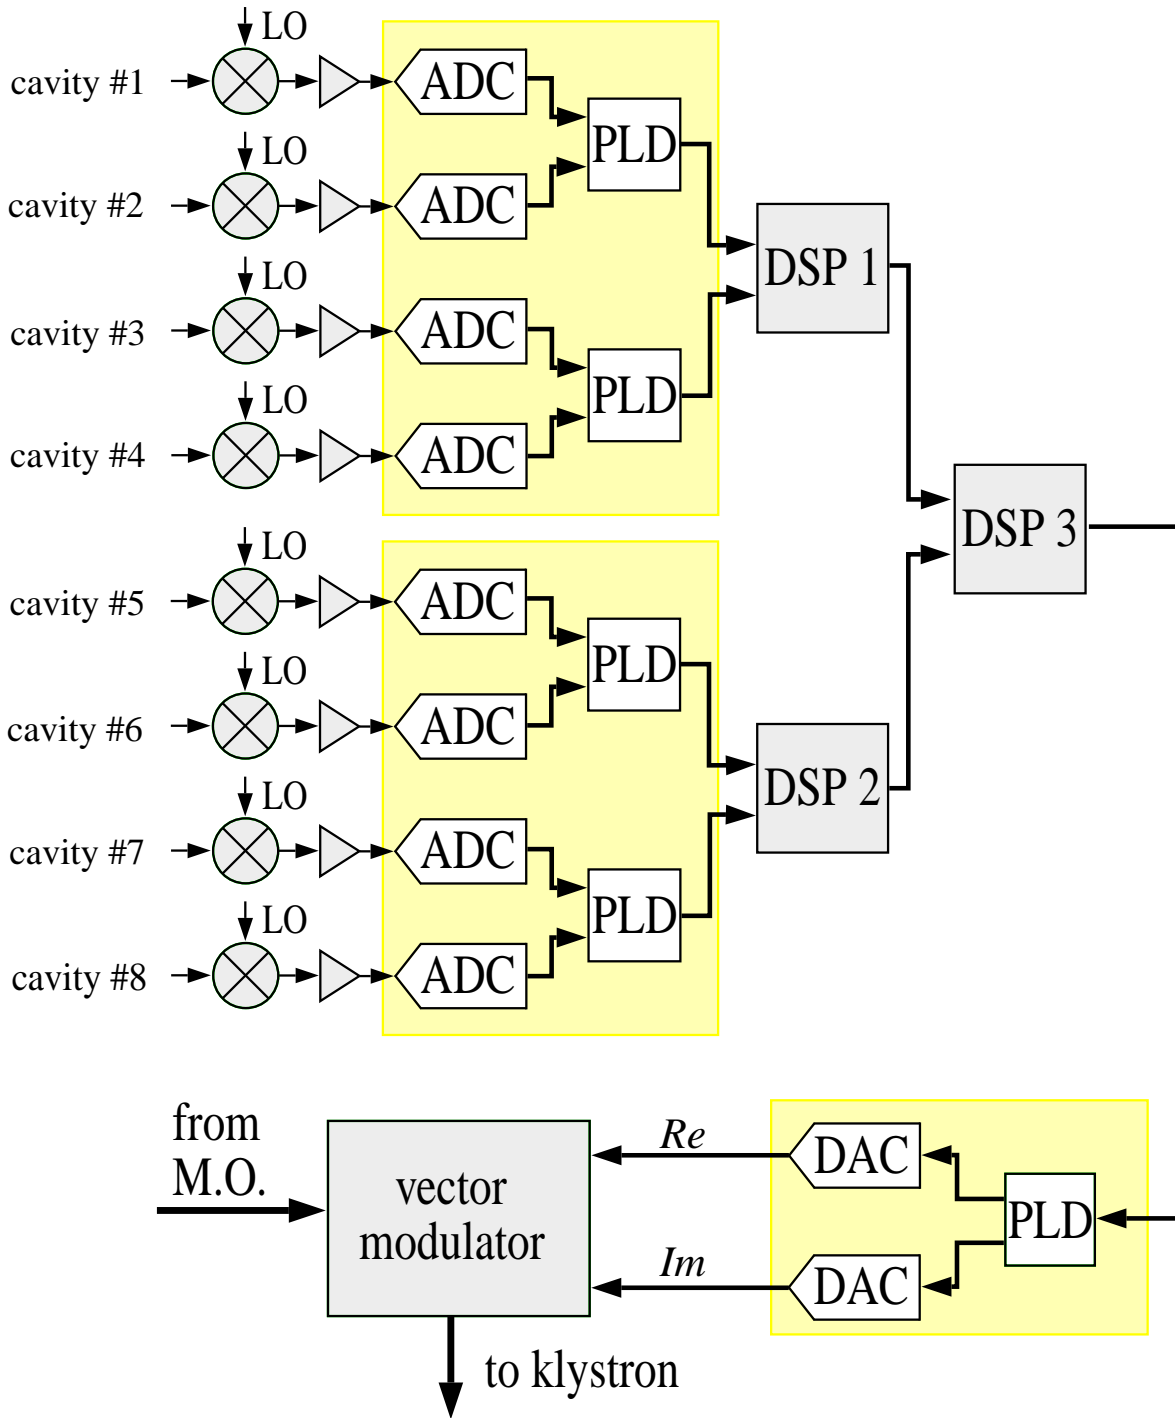 LO
cavity #1
ADC
PLD
LO
cavity #2
ADC
DSP 1
LO
cavity #3
ADC
PLD
LO
cavity #4
ADC
DSP 3
LO
cavity #5
ADC
PLD
LO
cavity #6
ADC
DSP 2
LO
cavity #7
ADC
PLD
LO
cavity #8
ADC
from
M.O.
vector
modulator
Re
DAC
PLD
Im
DAC
to klystron